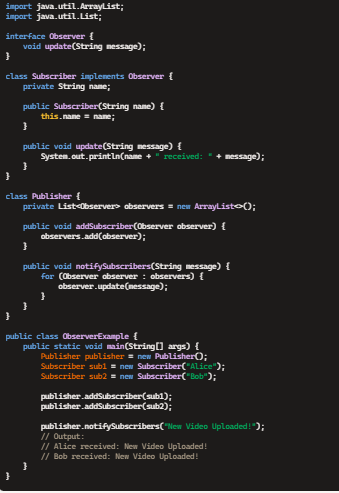 import java.util.ArrayList;
import java.util.List;

interface Observer {
    void update(String message);
}

class Subscriber implements Observer {
    private String name;

    public Subscriber(String name) {
        this.name = name;
    }

    public void update(String message) {
        System.out.println(name + " received: " + message);
    }
}

class Publisher {
    private List<Observer> observers = new ArrayList<>();

    public void addSubscriber(Observer observer) {
        observers.add(observer);
    }

    public void notifySubscribers(String message) {
        for (Observer observer : observers) {
            observer.update(message);
        }
    }
}

public class ObserverExample {
    public static void main(String[] args) {
        Publisher publisher = new Publisher();
        Subscriber sub1 = new Subscriber("Alice");
        Subscriber sub2 = new Subscriber("Bob");

        publisher.addSubscriber(sub1);
        publisher.addSubscriber(sub2);

        publisher.notifySubscribers("New Video Uploaded!");
        // Output:
        // Alice received: New Video Uploaded!
        // Bob received: New Video Uploaded!
    }
}